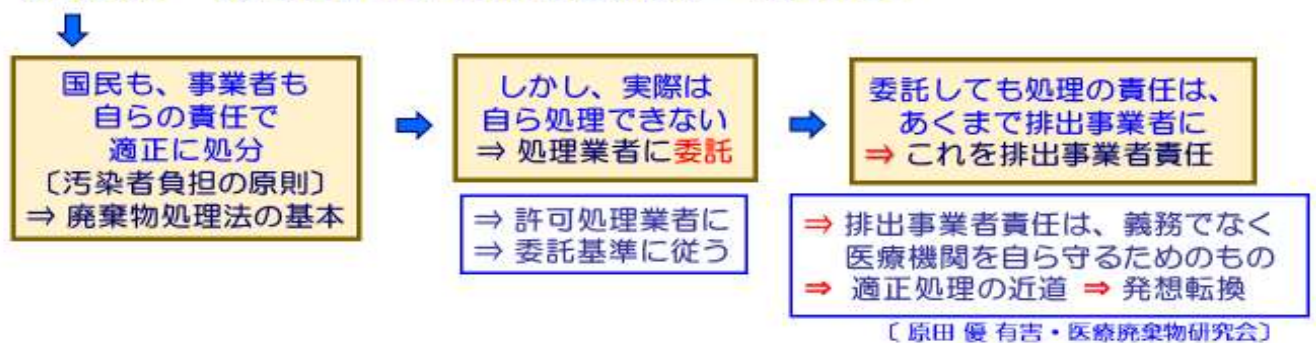 国民も、事業者も
自らの責任で
適正に処分
〔汚染者負担の原則〕
⇒ 廃棄物処理法の基本
しかし、実際は
自ら処理できない
⇒ 処理業者に委託
⇒ 許可処理業者に
⇒ 委託基準に従う
委託しても処理の責任は、
あくまで排出事業者に
⇒ これを排出事業者責任
⇒ 排出事業者責任は、義務でなく
医療機関を自ら守るためのもの
⇒ 適正処理の近道 ⇒ 発想転換
〔 原田 優 有害・医療廃棄物研究会〕